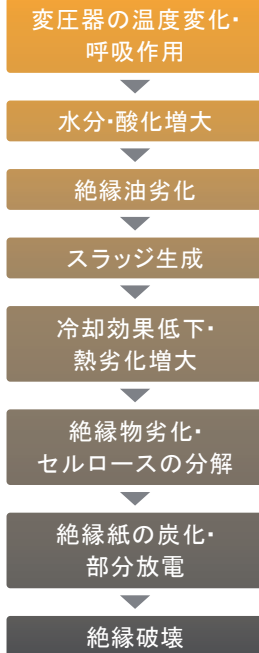 変圧器の温度変化・
呼吸作用
水分・酸化増大
絶縁油劣化
スラッジ生成
冷却効果低下・
熱劣化増大
絶縁物劣化・
セルロースの分解
絶縁紙の炭化・
部分放電
絶縁破壊